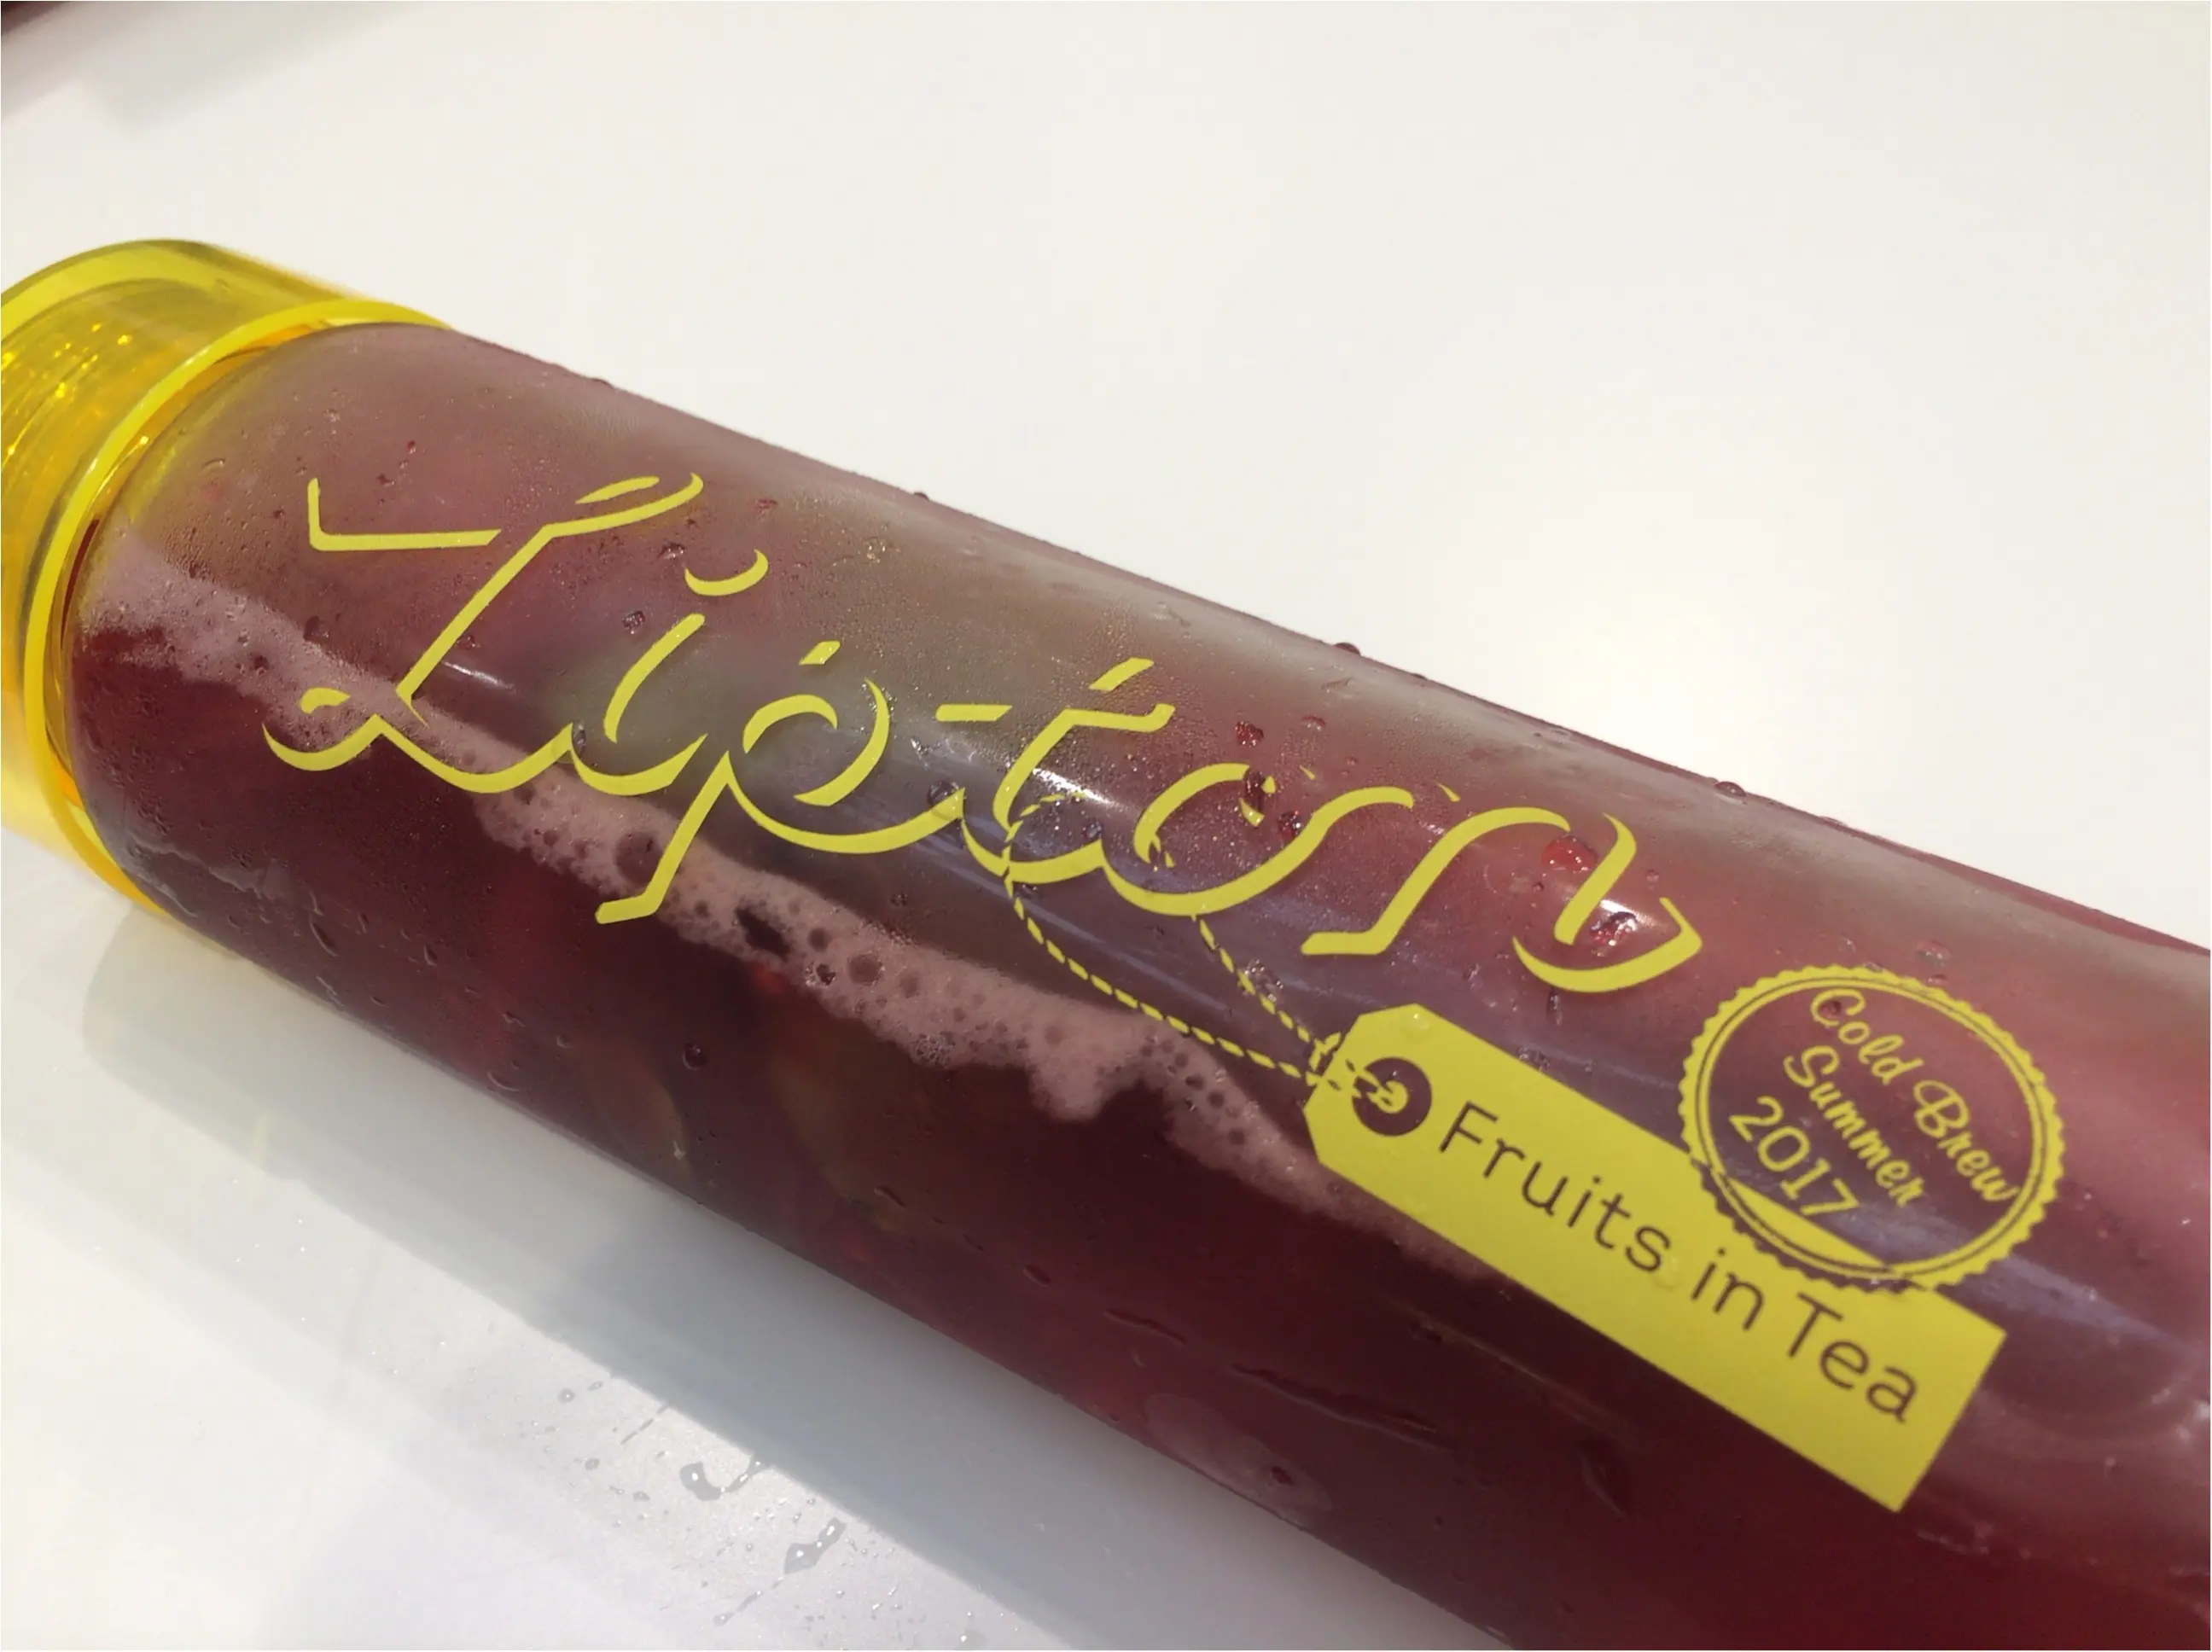 Lipton
Fruits in Tea
Cold Brew
Summer
2017